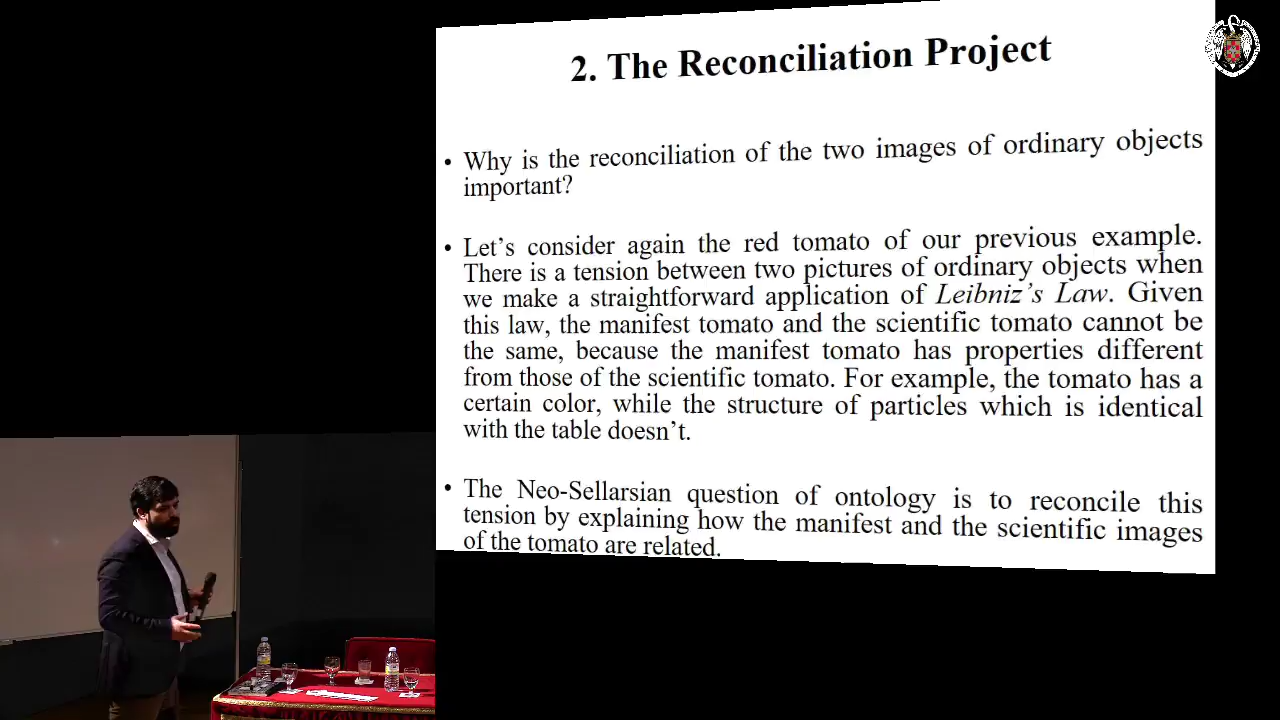 2. The Reconciliation Project
• Why is the reconciliation of the two images of ordinary objects
important?
• Let's consider again the red tomato of our previous example.
There is a tension between two pictures of ordinary objects when
we make a straightforward application of Leibniz's Law. Given
this law, the manifest tomato and the scientific tomato cannot be
the same, because the manifest tomato has properties different
from those of the scientific tomato. For example, the tomato has a
certain color, while the structure of particles which is identical
with the table doesn't.
• The Neo-Sellarsian question of ontology is to reconcile this
tension by explaining how the manifest and the scientific images
of the tomato are related.